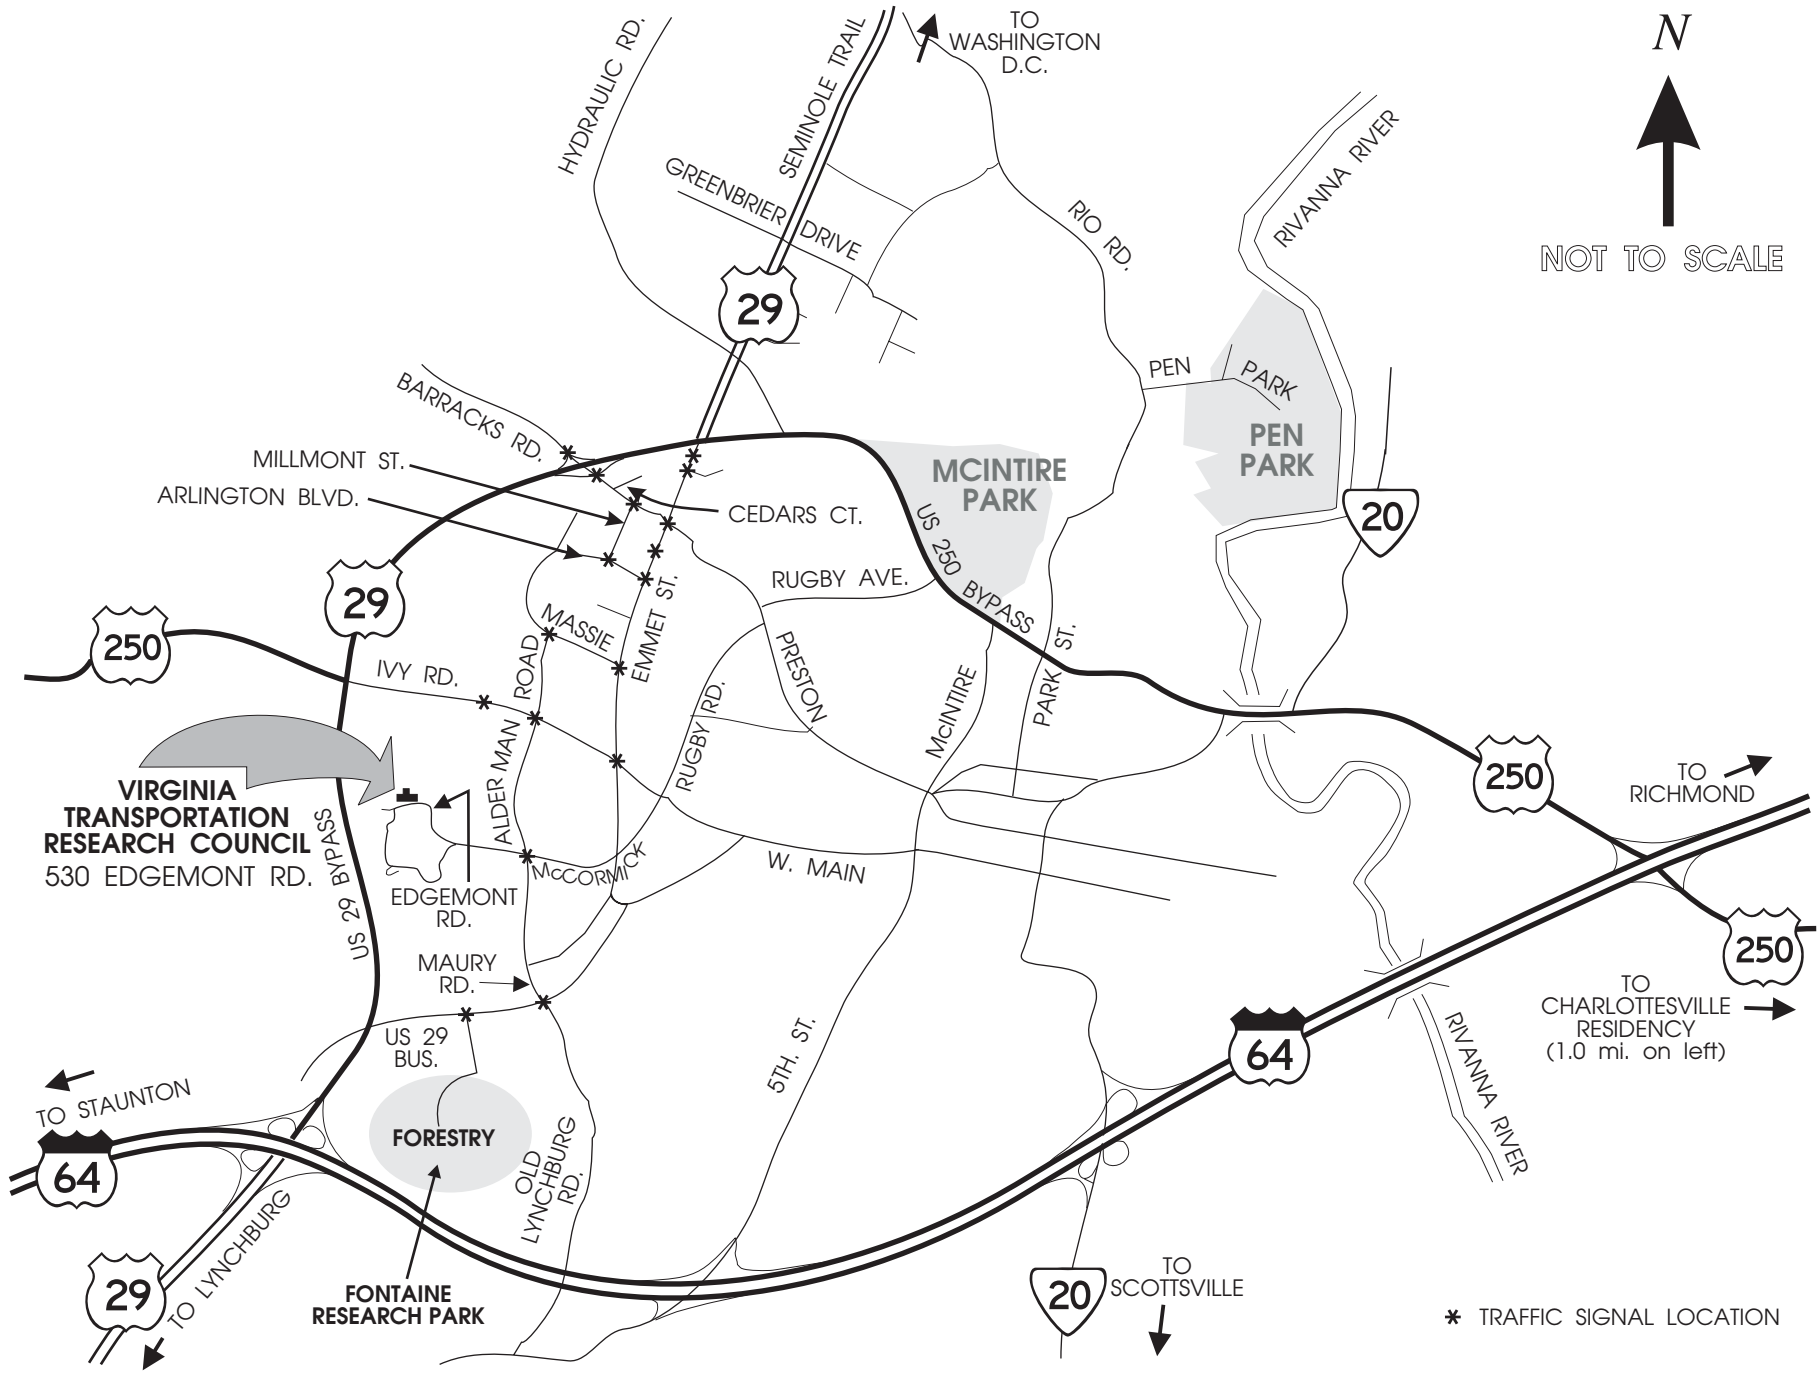 TO
WASHINGTON
D.C.
N
NOT TO SCALE
HYDRAULIC RD.
SEMINOLE TRAIL
GREENBRIER DRIVE
RIO RD.
RIVANNA RIVER
29
PEN PARK
PEN
PARK
BARRACKS RD.
MILLMONT ST.
ARLINGTON BLVD.
CEDARS CT.
MCINTIRE
PARK
20
US 250 BYPASS
RUGBY AVE.
29
250
MASSIE
EMMET ST.
IVY RD.
ALDER MAN ROAD
RUGBY RD.
PRESTON
McINTIRE
PARK ST.
VIRGINIA
TRANSPORTATION
RESEARCH COUNCIL
530 EDGEMONT RD.
US 29 BYPASS
EDGEMONT
RD.
McCORMICK
W. MAIN
250
TO
RICHMOND
250
TO
CHARLOTTESVILLE
RESIDENCY
(1.0 mi. on left)
MAURY
RD.
US 29
BUS.
5TH. ST.
64
RIVANNA RIVER
TO STAUNTON
64
FORESTRY
OLD
LYNCHBURG
RD.
29
TO LYNCHBURG
FONTAINE
RESEARCH PARK
20
TO
SCOTTSVILLE
* TRAFFIC SIGNAL LOCATION